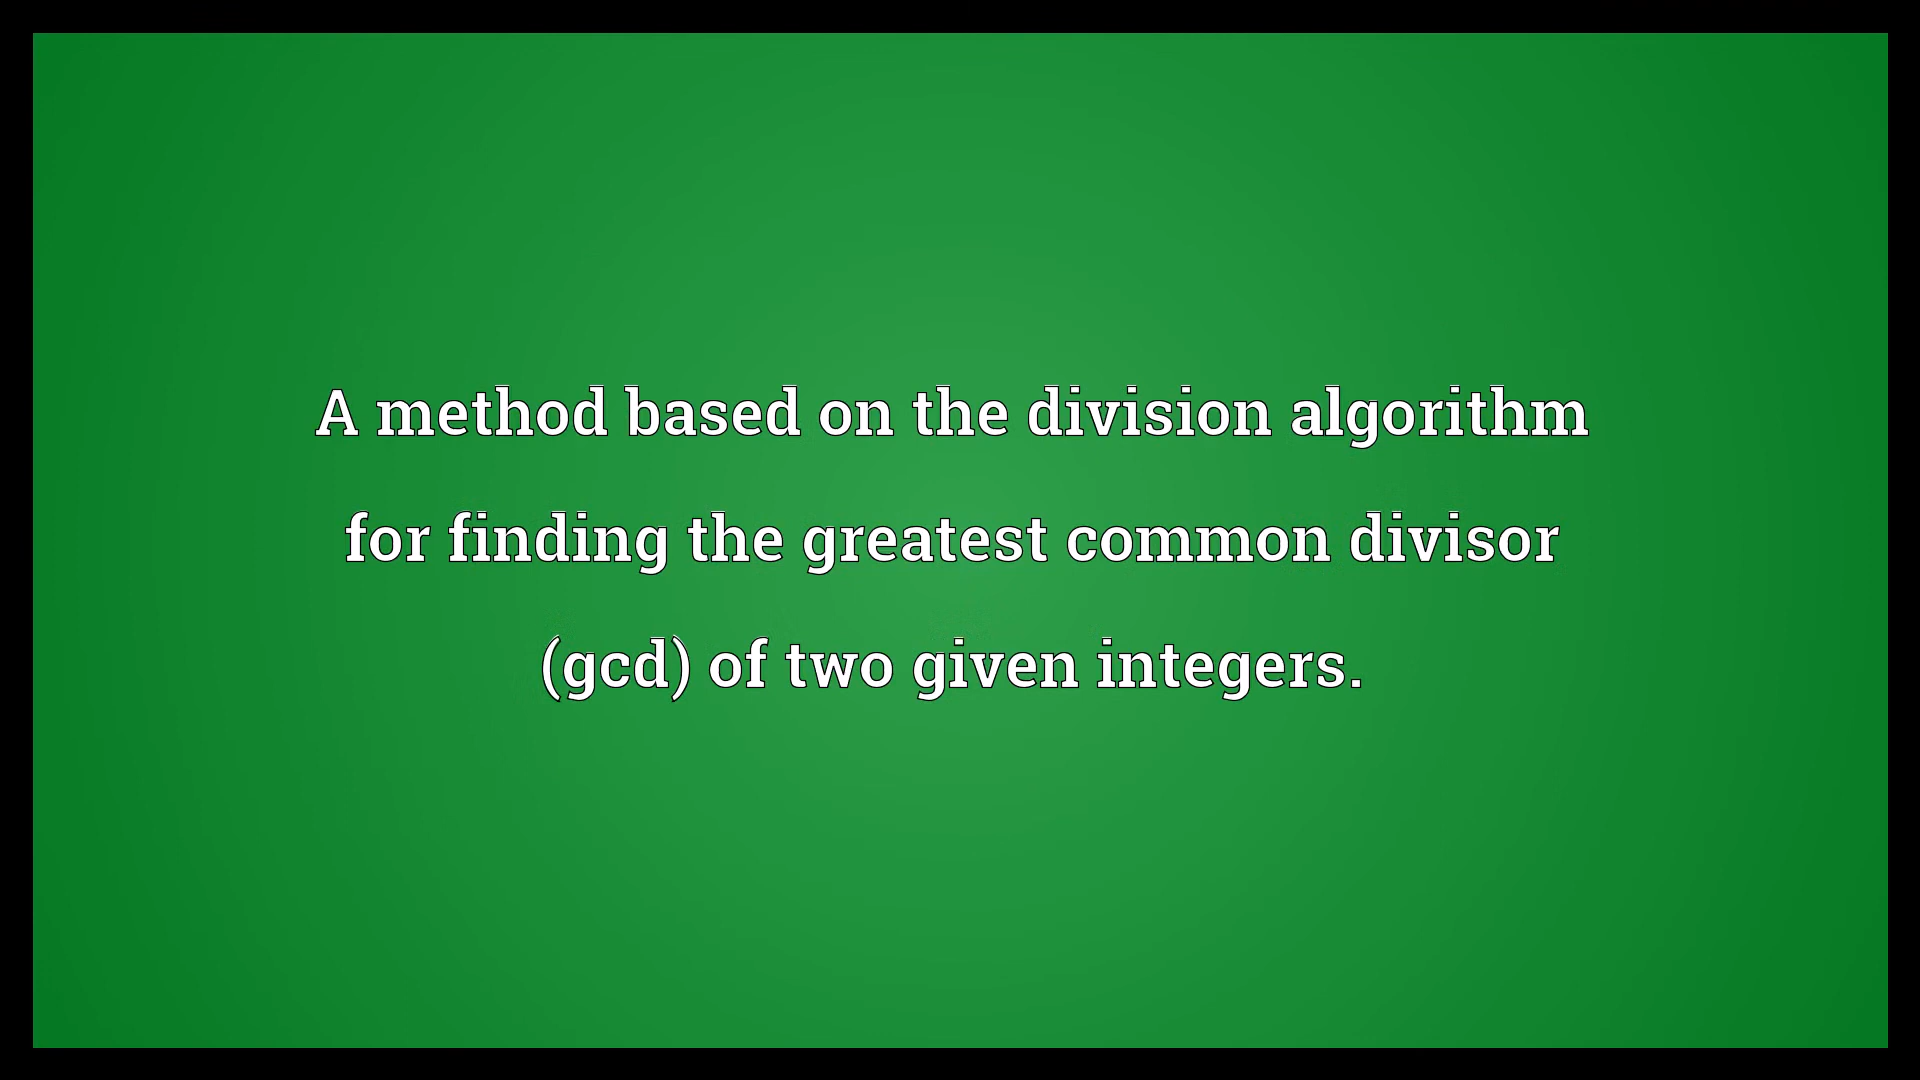 A method based on the division algorithm
for finding the greatest common divisor
(gcd) of two given integers.